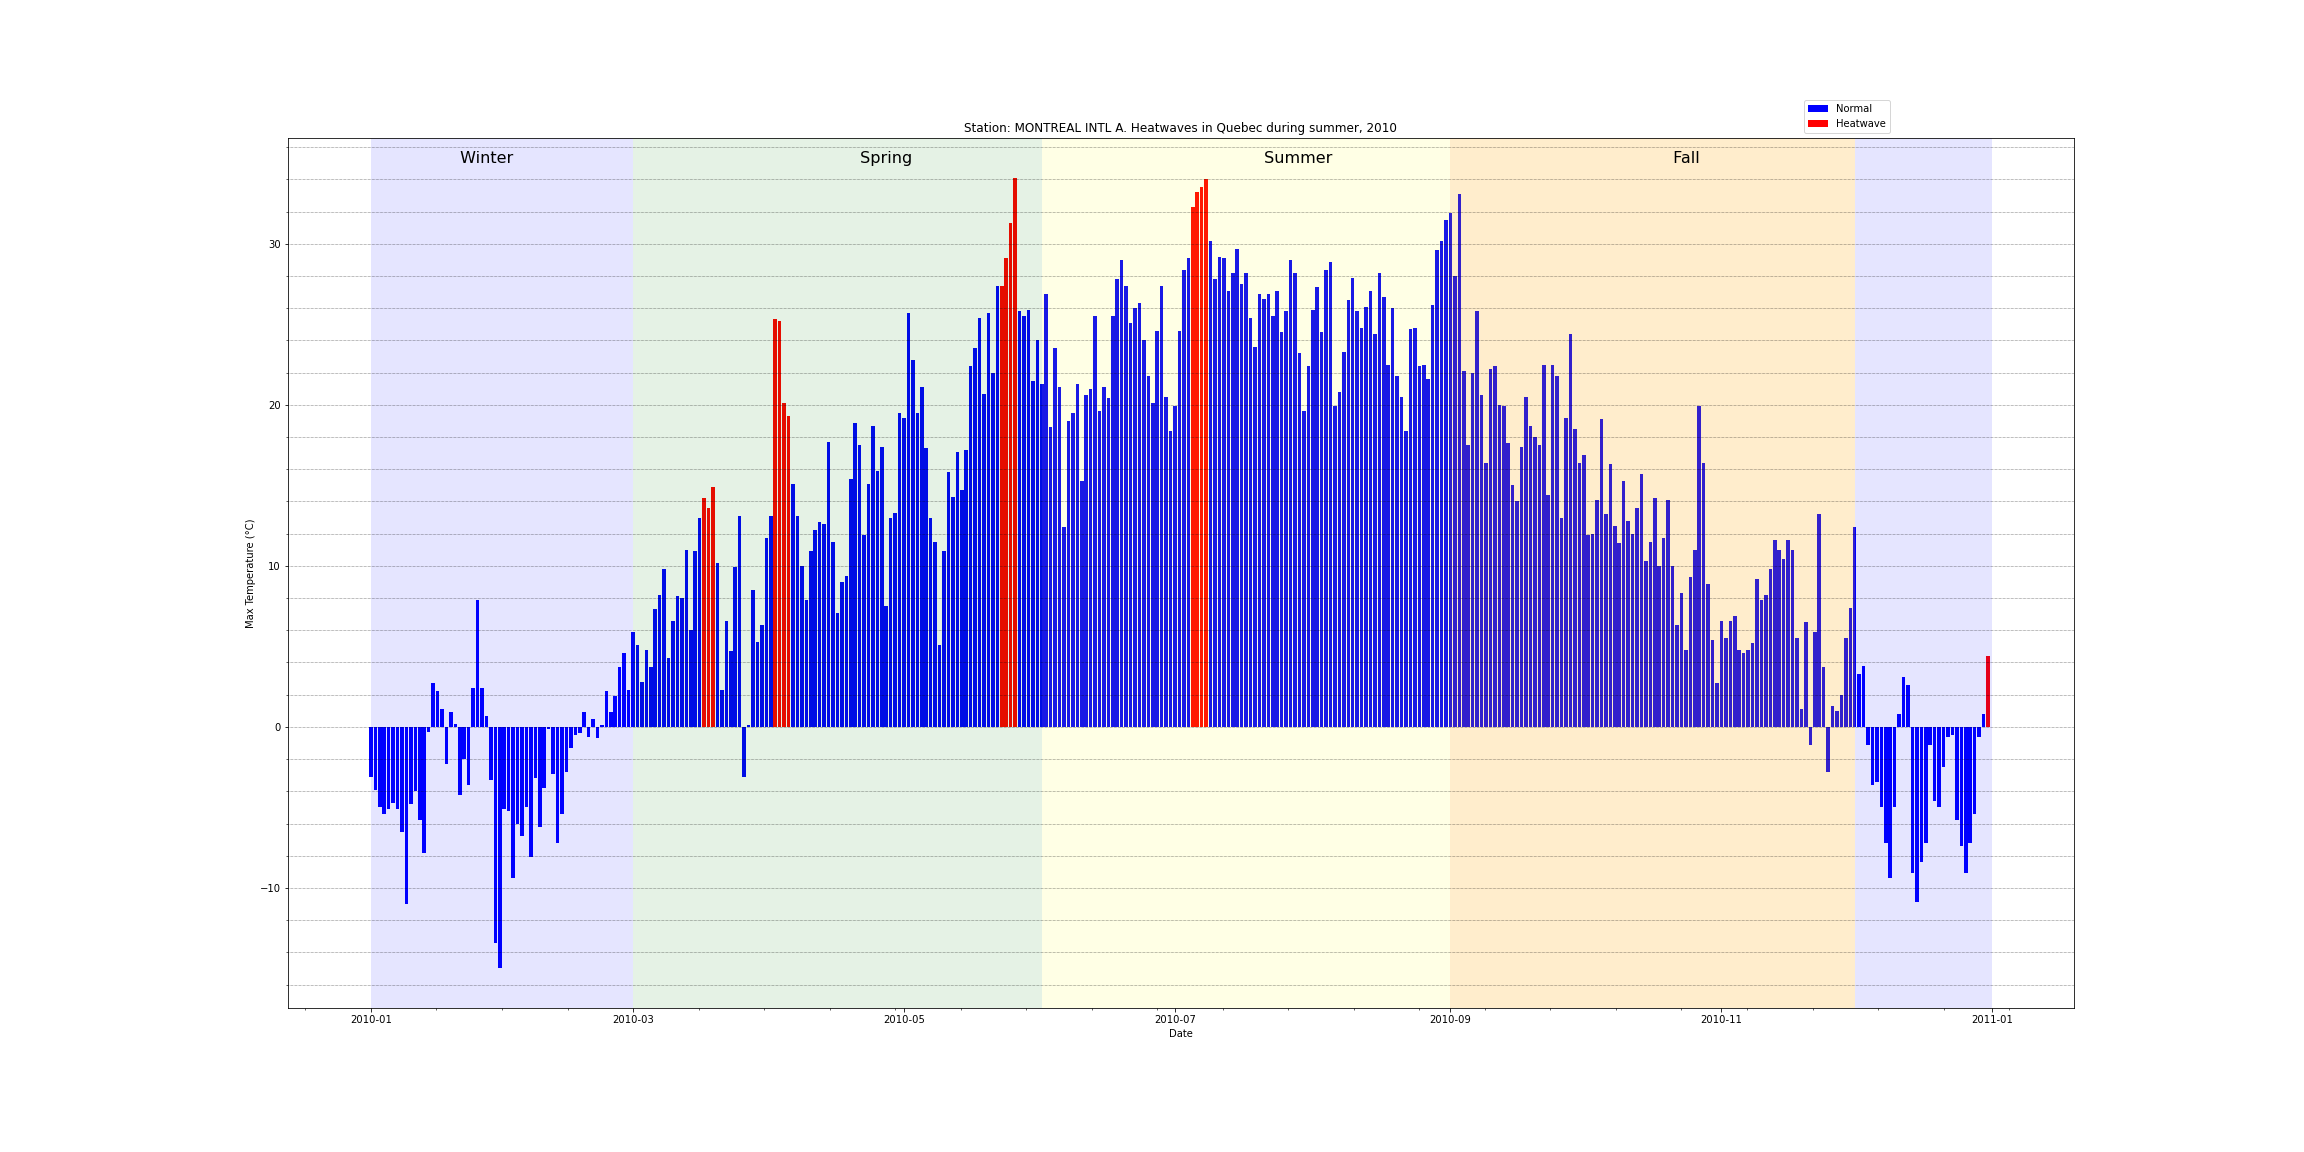 Normal
Heatwave
Station: MONTREAL INTL A. Heatwaves in Quebec during summer, 2010
Winter
Spring
Summer
Fall
30
20
10
0
−10
Max Temperature (°C)
2010-01
2010-03
2010-05
2010-07
2010-09
2010-11
2011-01
Date